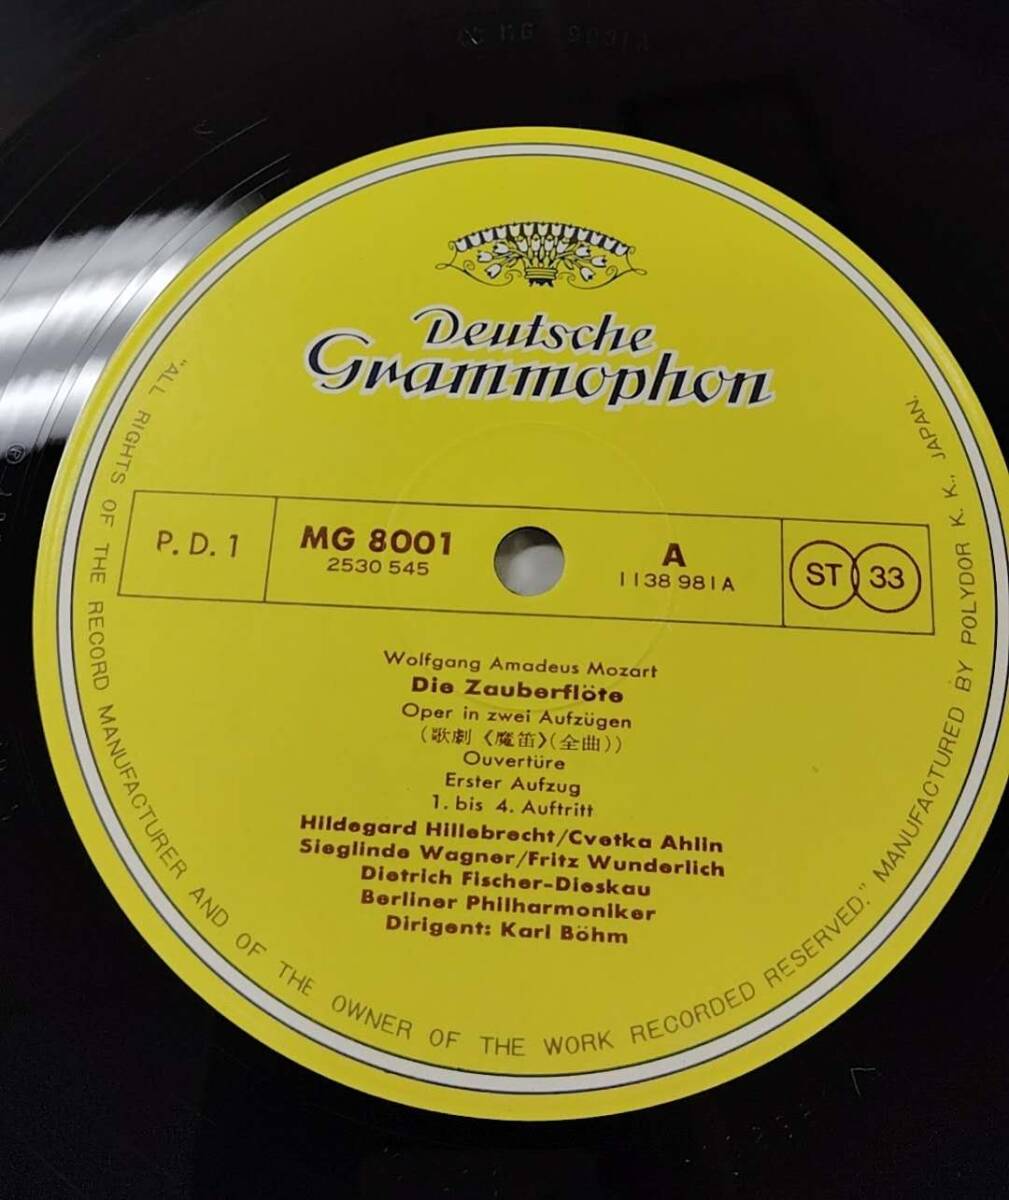 Deutsche
Grammophon
P. D. 1
MG 8001
2530 545
A
1138 981A
ST 33
Wolfgang Amadeus Mozart
Die Zauberflöte
Oper in zwei Aufzügen
(歌劇《魔笛》(全曲))
Ouvertüre
Erster Aufzug
1. bis 4. Auftritt
Hildegard Hillebrecht/Cvetka Ahlin
Sieglinde Wagner/Fritz Wunderlich
Dietrich Fischer-Dieskau
Berliner Philharmoniker
Dirigent: Karl Böhm
"ALL RIGHTS OF THE RECORD MANUFACTURER AND OF THE OWNER OF THE WORK RECORDED RESERVED." MANUFACTURED BY POLYDOR K. K., JAPAN.